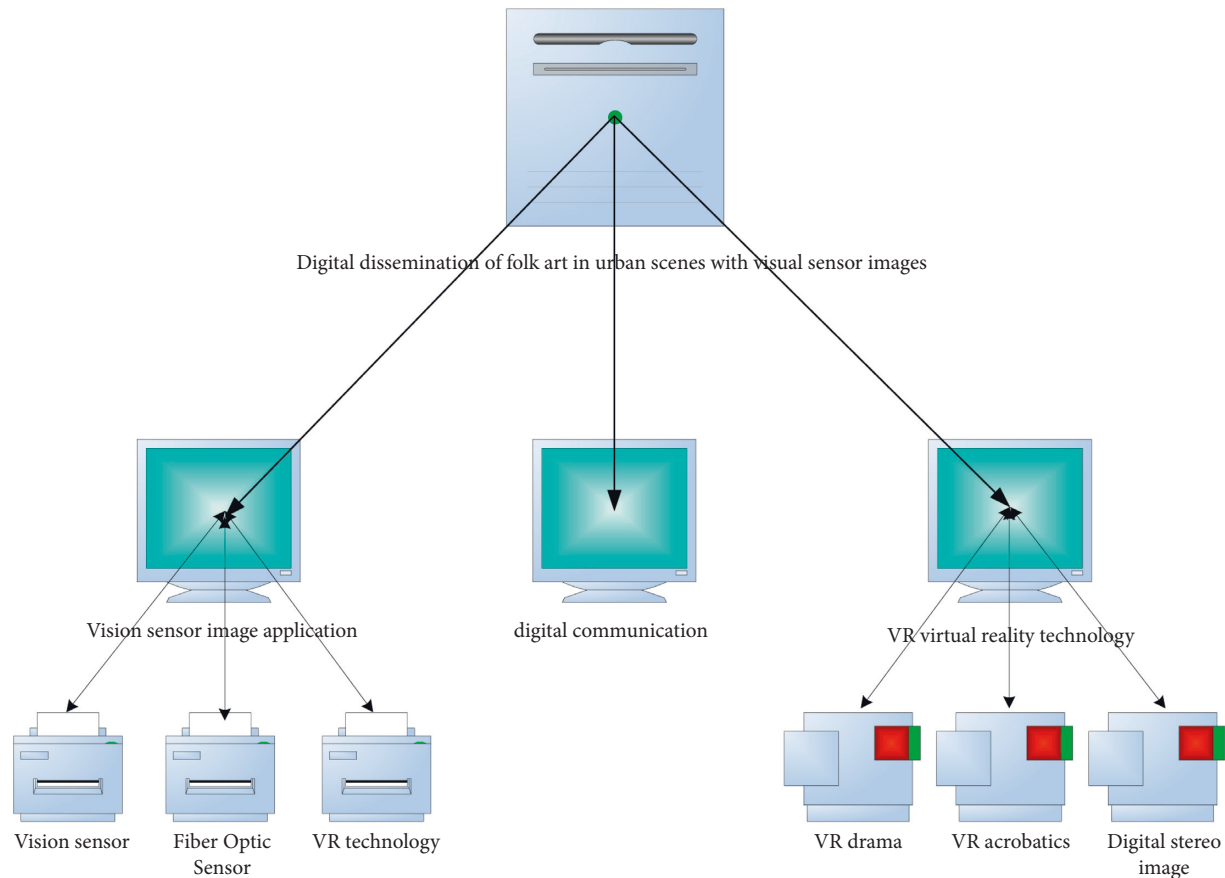 Digital dissemination of folk art in urban scenes with visual sensor images
Vision sensor image application
digital communication
VR virtual reality technology
Vision sensor
Fiber Optic
Sensor
VR technology
VR drama
VR acrobatics
Digital stereo
image